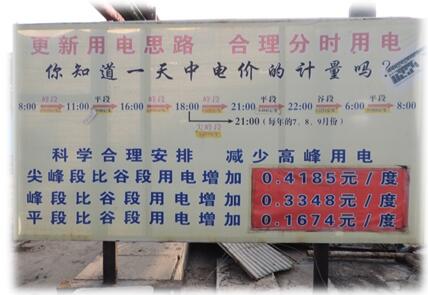 更新用电思路 合理分时用电
你知道一天中电价的计量吗?
8:00 峰段 11:00 平段 16:00 峰段 18:00 峰段 21:00 平段 22:00 谷段 6:00 平段 8:00
尖峰段 21:00 (每年的7、8、9月份)
科学合理安排 减少高峰用电
尖峰段比谷段用电增加 0.4185元/度
峰段比谷段用电增加 0.3348元/度
平段比谷段用电增加 0.1674元/度